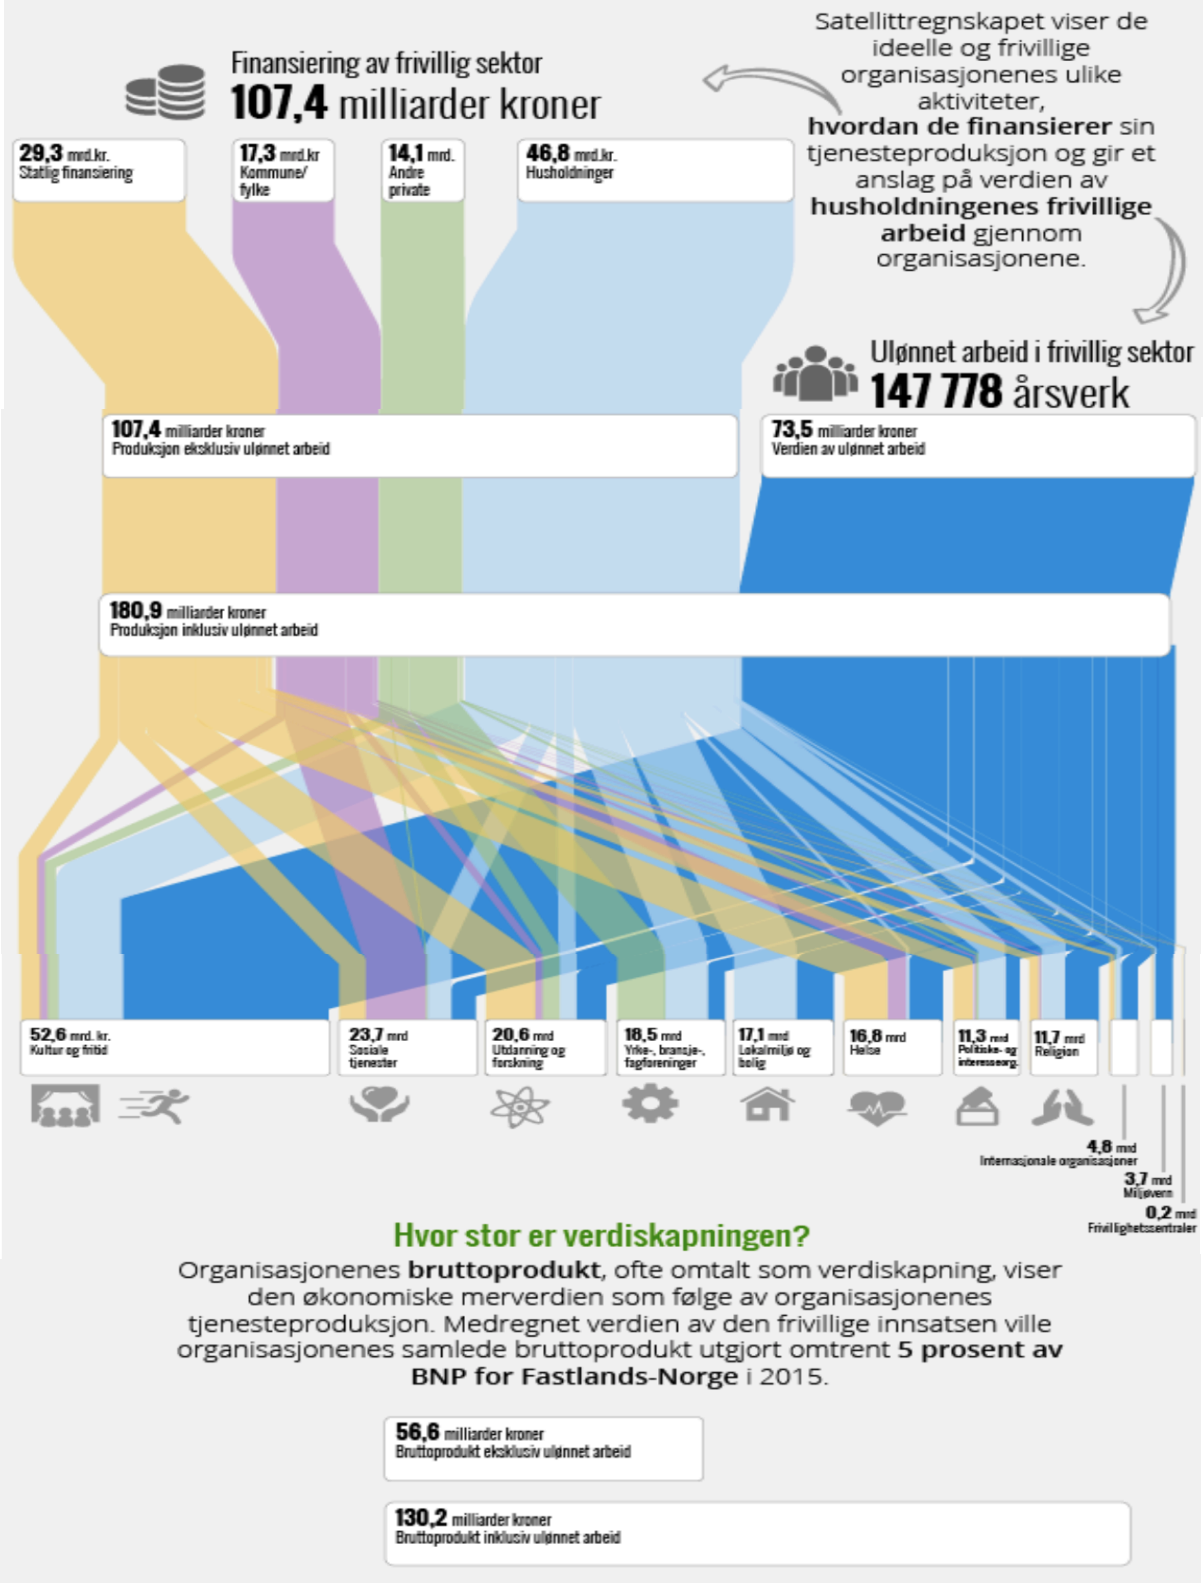 Satellittregnskapet viser de
ideelle og frivillige
organisasjonenes ulike
aktiviteter,
hvordan de finansierer sin
tjenesteproduksjon og gir et
anslag på verdien av
husholdningenes frivillige
arbeid gjennom
organisasjonene.
Finansiering av frivillig sektor
107,4 milliarder kroner
29,3 mrd.kr.
Statlig finansiering
17,3 mrd.kr
Kommune/
fylke
14,1 mrd.
Andre
private
46,8 mrd.kr.
Husholdninger
Ulønnet arbeid i frivillig sektor
147 778 årsverk
107,4 milliarder kroner
Produksjon eksklusiv ulønnet arbeid
73,5 milliarder kroner
Verdien av ulønnet arbeid
180,9 milliarder kroner
Produksjon inklusiv ulønnet arbeid
52,6 mrd. kr.
Kultur og fritid
23,7 mrd
Sosiale
tjenester
20,6 mrd
Utdanning og
forskning
18,5 mrd
Yrke-, bransje-,
fagforeninger
17,1 mrd
Lokalmiljø og
bolig
16,8 mrd
Helse
11,3 mrd
Politiske- og
interesseorg.
11,7 mrd
Religion
4,8 mrd
Internasjonale organisasjoner
3,7 mrd
Miljøvern
0,2 mrd
Frivillighetssentraler
Hvor stor er verdiskapningen?
Organisasjonenes bruttoprodukt, ofte omtalt som verdiskapning, viser
den økonomiske merverdien som følge av organisasjonenes
tjenesteproduksjon. Medregnet verdien av den frivillige innsatsen ville
organisasjonenes samlede bruttoprodukt utgjort omtrent 5 prosent av
BNP for Fastlands-Norge i 2015.
56,6 milliarder kroner
Bruttoprodukt eksklusiv ulønnet arbeid
130,2 milliarder kroner
Bruttoprodukt inklusiv ulønnet arbeid